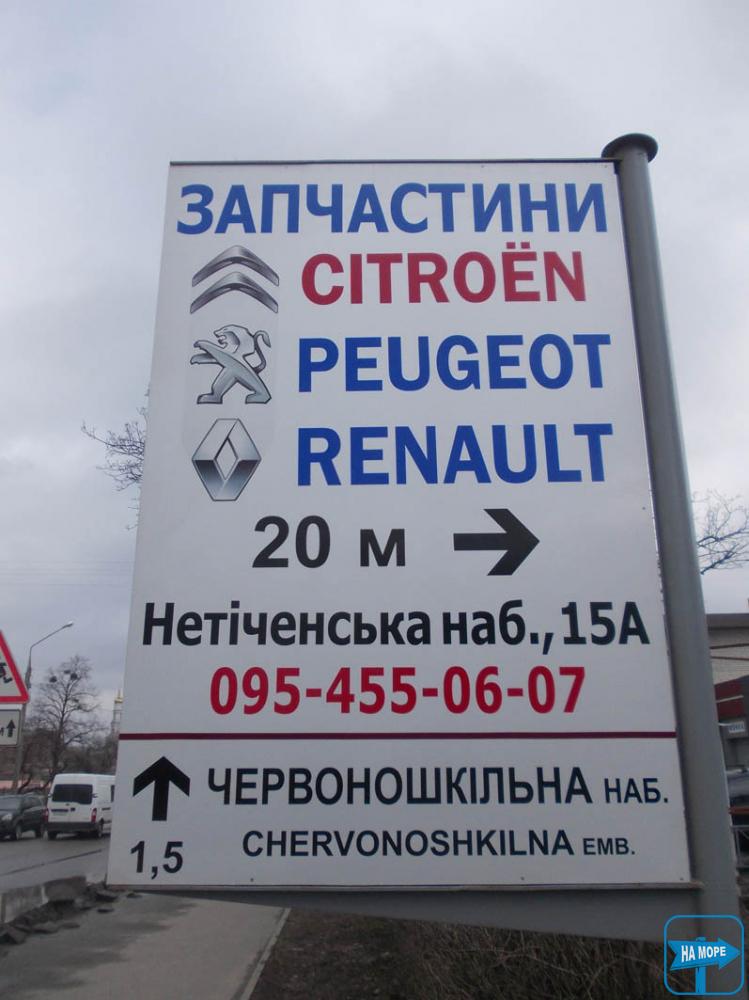 ЗАПЧАСТИНИ
CITROËN
PEUGEOT
RENAULT
20 м
Нетіченська наб., 15А
095-455-06-07
ЧЕРВОНОШКІЛЬНА НАБ.
1,5 CHERVONOSHKILNA EMB.
НА МОРЕ